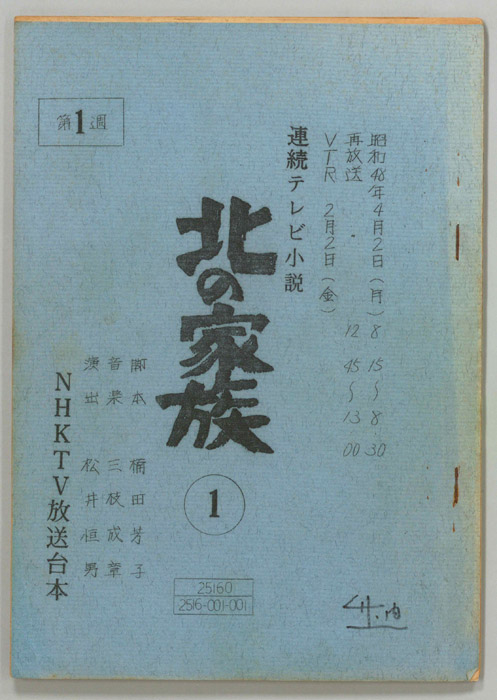 第1週
昭和48年4月2日(月) 8 15～8 30
再放送 12 45～13 00
VTR 2月2日(金)
連続テレビ小説
北の家族
1
脚本 楠田芳子
音楽 三枝成章
演出 松井恒男
NHKTV放送台本
25160
2516-001-001